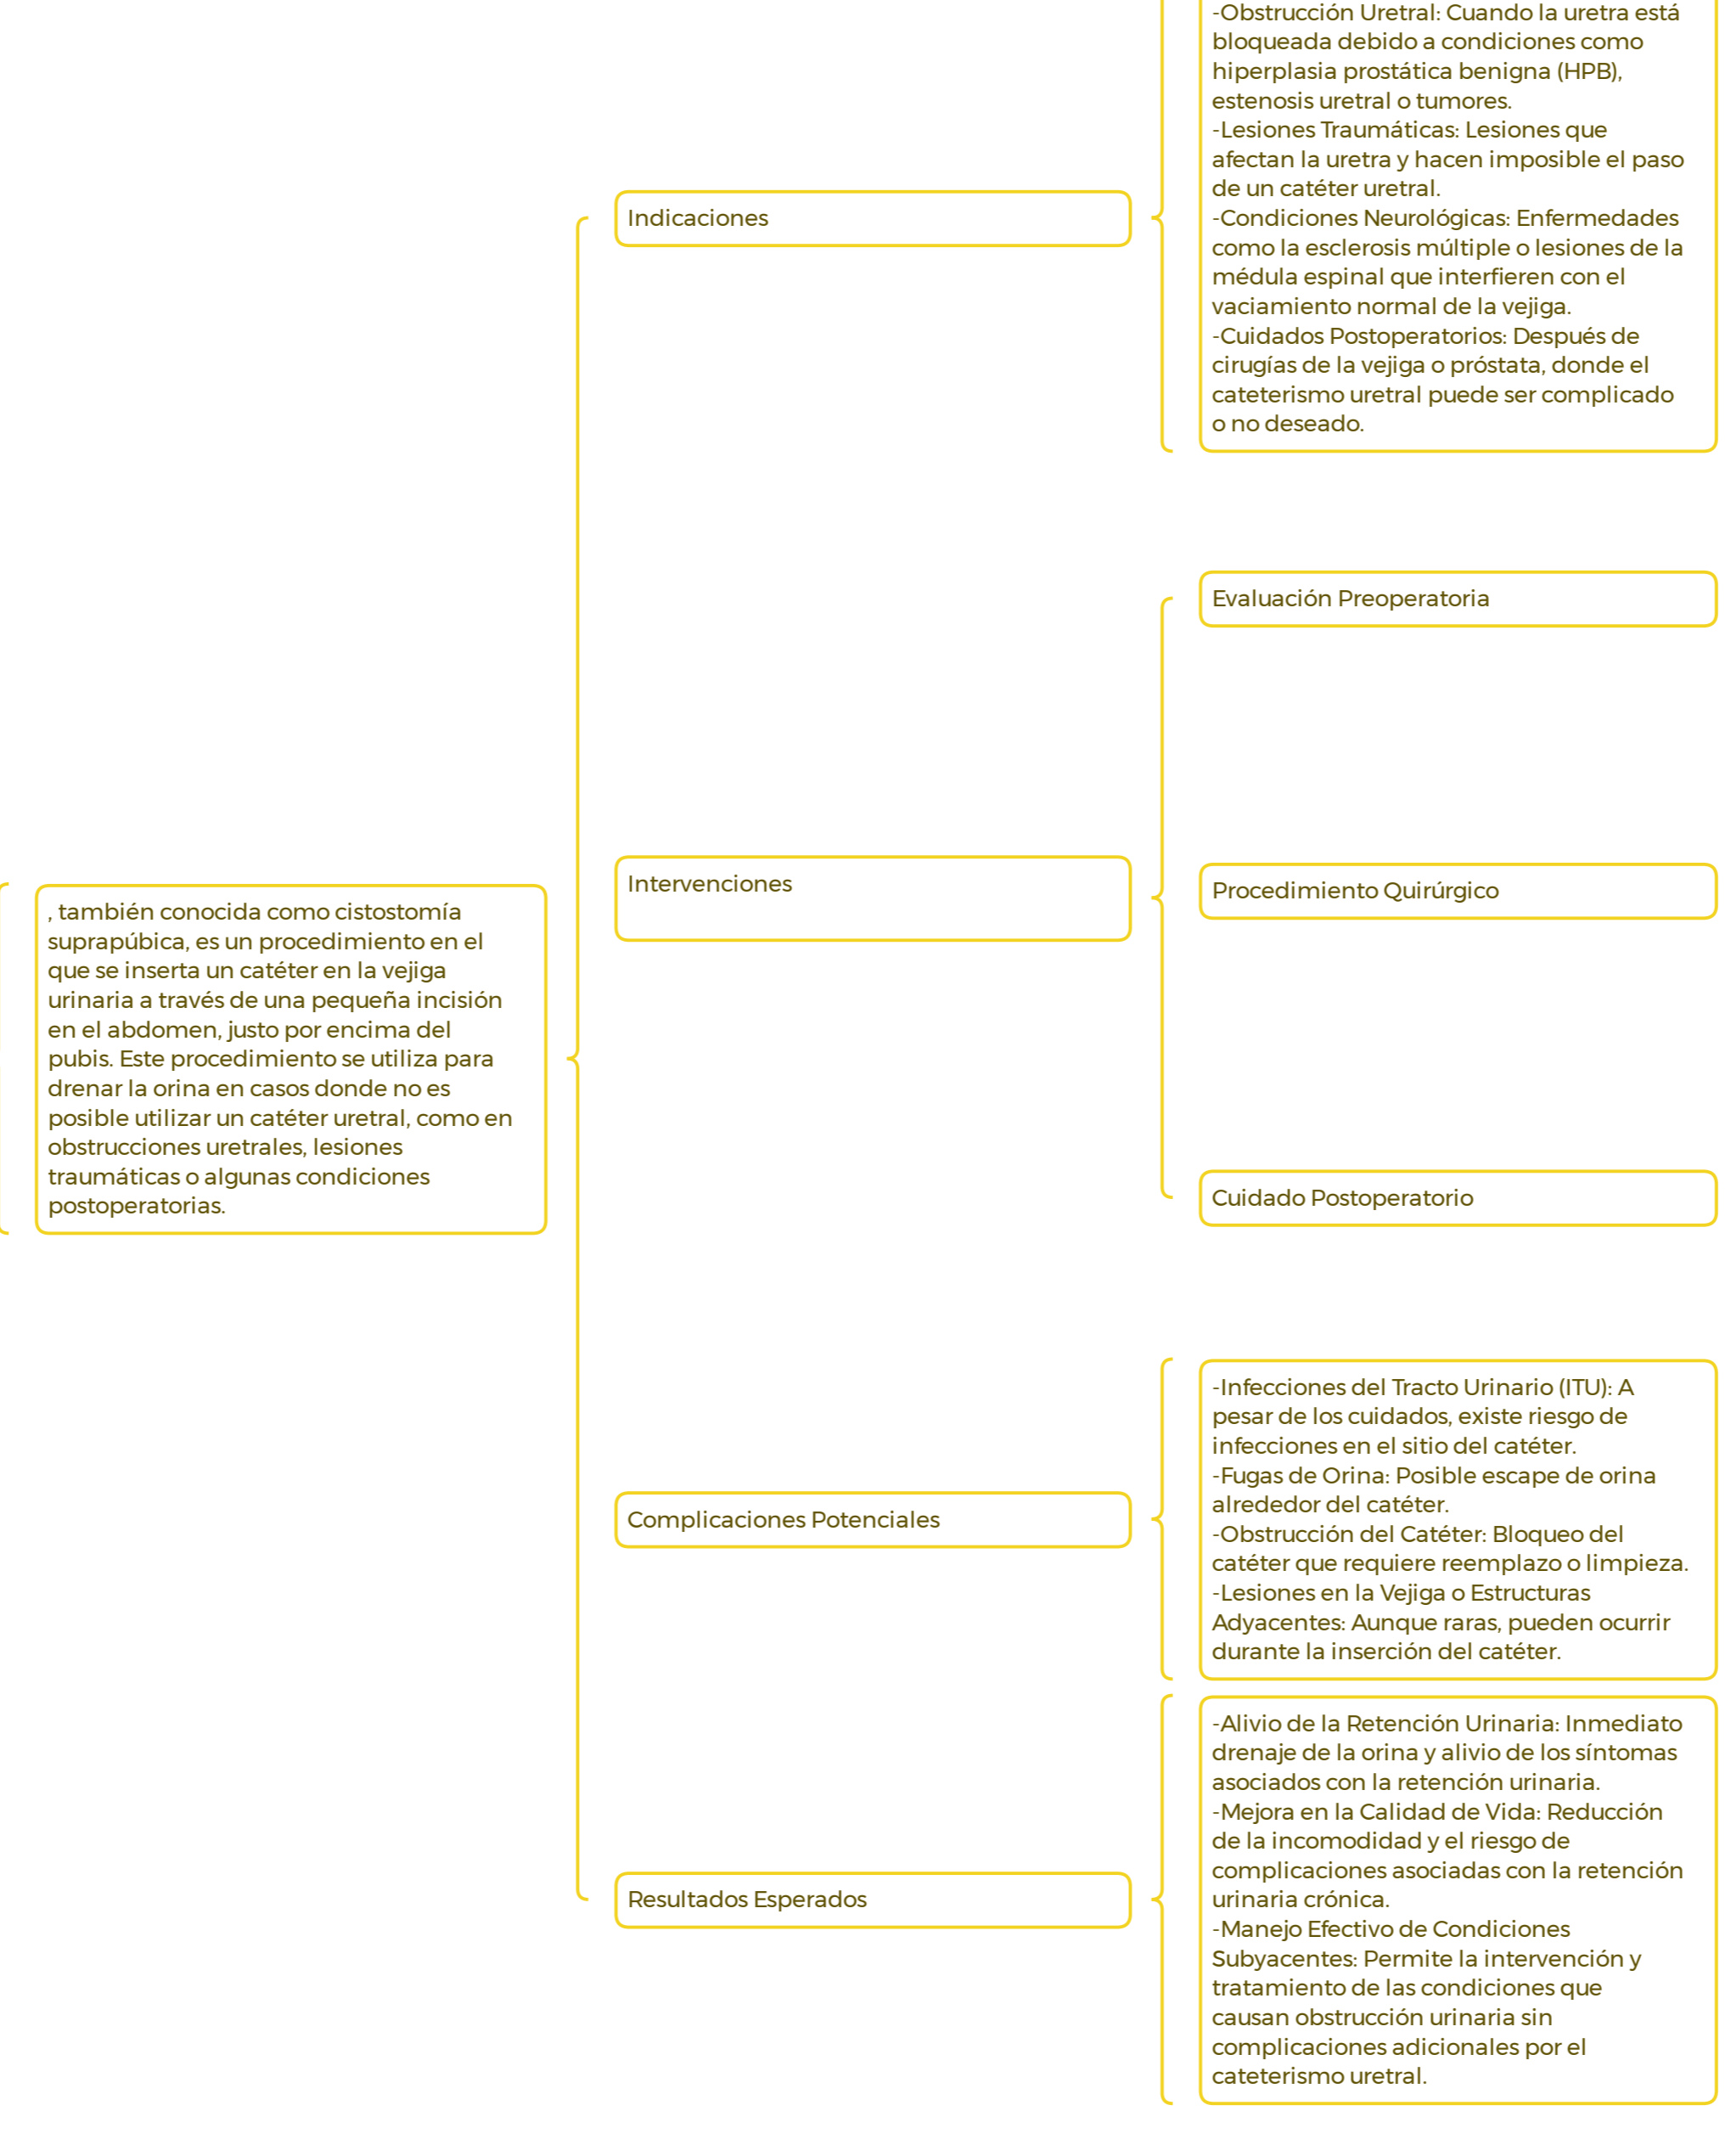 -Obstrucción Uretral: Cuando la uretra está
bloqueada debido a condiciones como
hiperplasia prostática benigna (HPB),
estenosis uretral o tumores.
-Lesiones Traumáticas: Lesiones que
afectan la uretra y hacen imposible el paso
de un catéter uretral.
-Condiciones Neurológicas: Enfermedades
como la esclerosis múltiple o lesiones de la
médula espinal que interfieren con el
vaciamiento normal de la vejiga.
-Cuidados Postoperatorios: Después de
cirugías de la vejiga o próstata, donde el
cateterismo uretral puede ser complicado
o no deseado.
Indicaciones
Evaluación Preoperatoria
Intervenciones
Procedimiento Quirúrgico
Cuidado Postoperatorio
, también conocida como cistostomía
suprapúbica, es un procedimiento en el
que se inserta un catéter en la vejiga
urinaria a través de una pequeña incisión
en el abdomen, justo por encima del
pubis. Este procedimiento se utiliza para
drenar la orina en casos donde no es
posible utilizar un catéter uretral, como en
obstrucciones uretrales, lesiones
traumáticas o algunas condiciones
postoperatorias.
Complicaciones Potenciales
-Infecciones del Tracto Urinario (ITU): A
pesar de los cuidados, existe riesgo de
infecciones en el sitio del catéter.
-Fugas de Orina: Posible escape de orina
alrededor del catéter.
-Obstrucción del Catéter: Bloqueo del
catéter que requiere reemplazo o limpieza.
-Lesiones en la Vejiga o Estructuras
Adyacentes: Aunque raras, pueden ocurrir
durante la inserción del catéter.
Resultados Esperados
-Alivio de la Retención Urinaria: Inmediato
drenaje de la orina y alivio de los síntomas
asociados con la retención urinaria.
-Mejora en la Calidad de Vida: Reducción
de la incomodidad y el riesgo de
complicaciones asociadas con la retención
urinaria crónica.
-Manejo Efectivo de Condiciones
Subyacentes: Permite la intervención y
tratamiento de las condiciones que
causan obstrucción urinaria sin
complicaciones adicionales por el
cateterismo uretral.